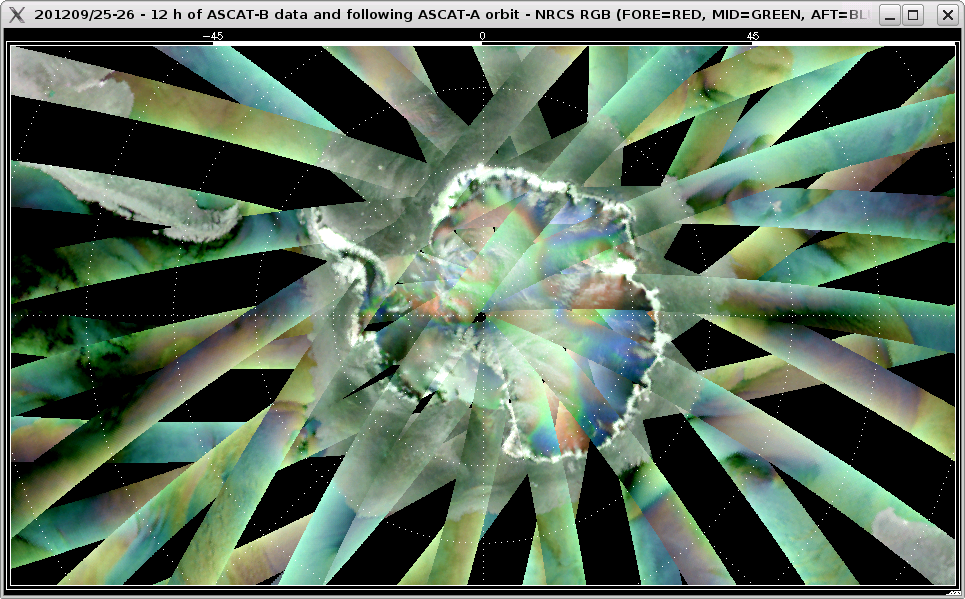 201209/25-26 - 12 h of ASCAT-B data and following ASCAT-A orbit - NRCS RGB (FORE=RED, MID=GREEN, AFT=BL
-45 0 45